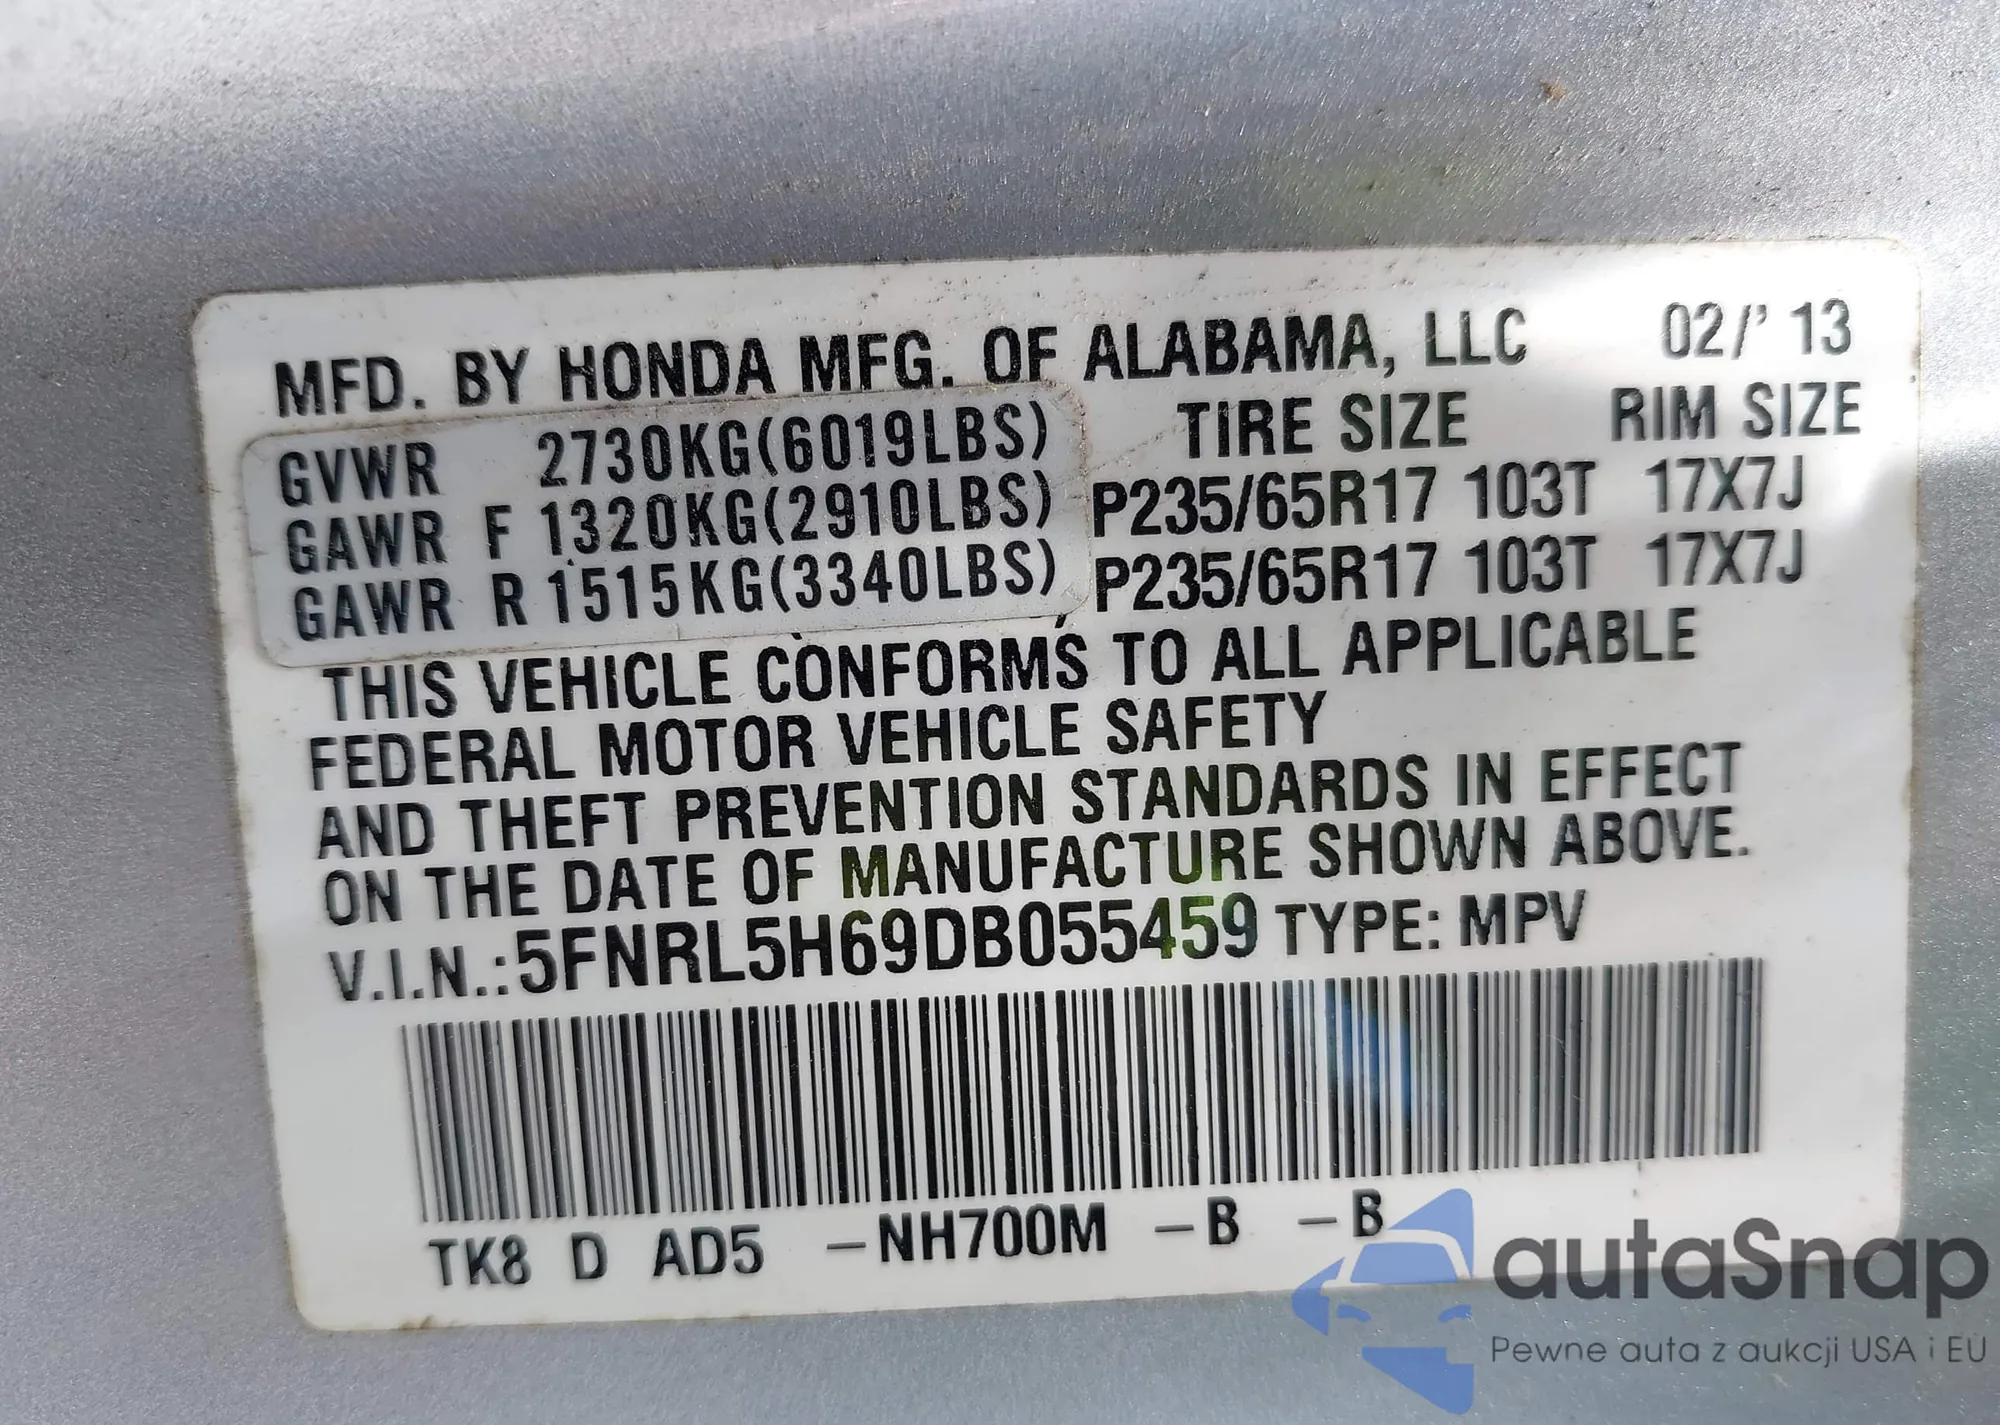 MFD. BY HONDA MFG. OF ALABAMA, LLC 02/'13
TIRE SIZE RIM SIZE
GVWR 2730KG(6019LBS)
GAWR F 1320KG(2910LBS) P235/65R17 103T 17X7J
GAWR R 1515KG(3340LBS) P235/65R17 103T 17X7J
THIS VEHICLE CONFORMS TO ALL APPLICABLE
FEDERAL MOTOR VEHICLE SAFETY
AND THEFT PREVENTION STANDARDS IN EFFECT
ON THE DATE OF MANUFACTURE SHOWN ABOVE.
V.I.N.:5FNRL5H69DB055459 TYPE: MPV
TK8 D AD5 -NH700M -B -B
autaSnap
Pewne auta z aukcji USA i EU